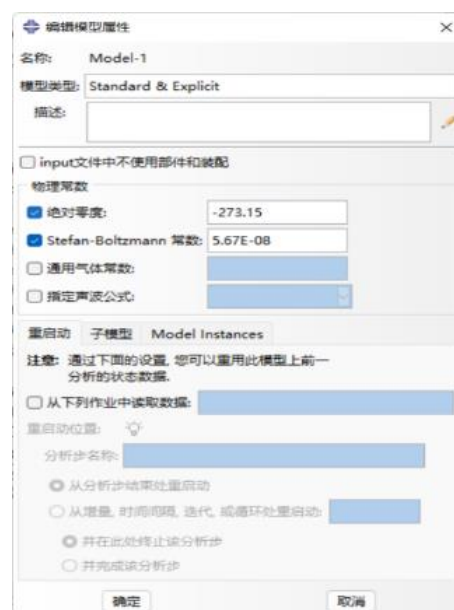 编辑模型属性
名称: Model-1
模型类型: Standard & Explicit
描述:
input文件中不使用部件和装配
物理常数
绝对零度: -273.15
Stefan-Boltzmann 常数: 5.67E-08
通用气体常数:
指定声波公式:
重启动 子模型 Model Instances
注意: 通过下面的设置, 您可以重用此模型上前一
分析的状态数据.
从下列作业中读取数据:
重启动位置:
分析步名称:
从分析步结束处重启动
从增量, 时间间隔, 迭代, 或循环处重启动:
并在此处终止该分析步
并完成该分析步
确定 取消